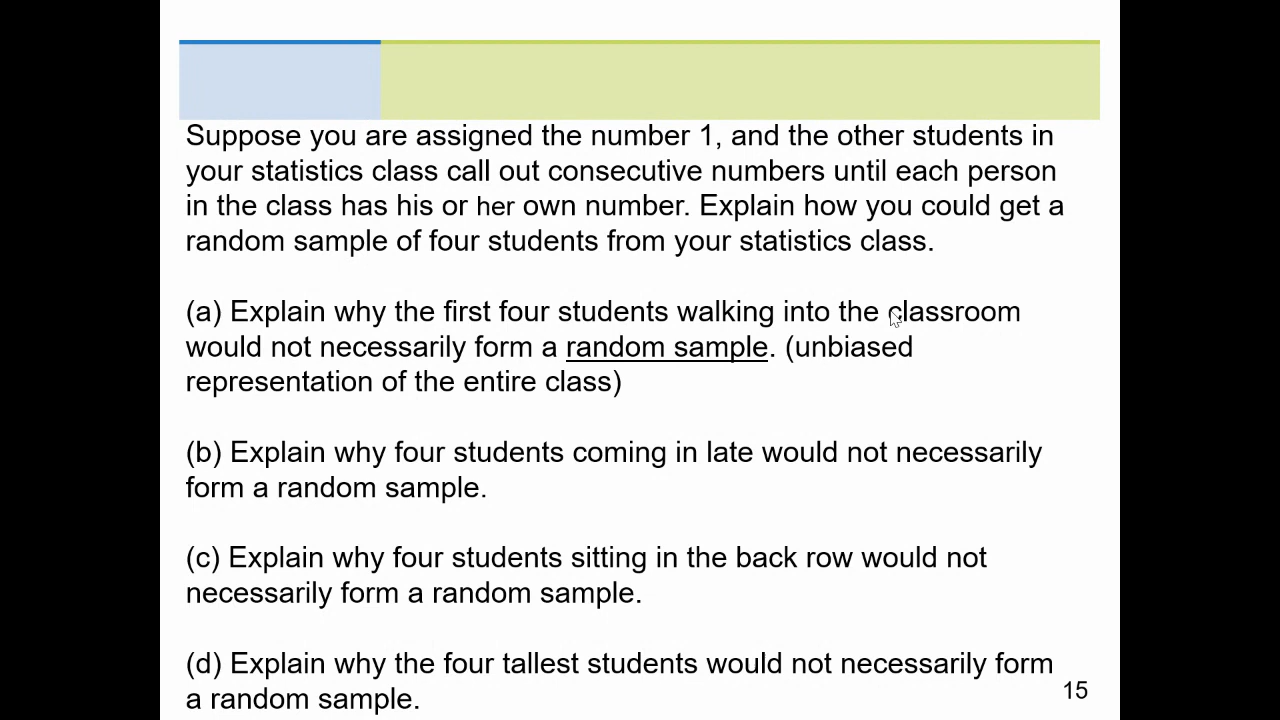 Suppose you are assigned the number 1, and the other students in
your statistics class call out consecutive numbers until each person
in the class has his or her own number. Explain how you could get a
random sample of four students from your statistics class.
(a) Explain why the first four students walking into the classroom
would not necessarily form a random sample. (unbiased
representation of the entire class)
(b) Explain why four students coming in late would not necessarily
form a random sample.
(c) Explain why four students sitting in the back row would not
necessarily form a random sample.
(d) Explain why the four tallest students would not necessarily form
a random sample.
15